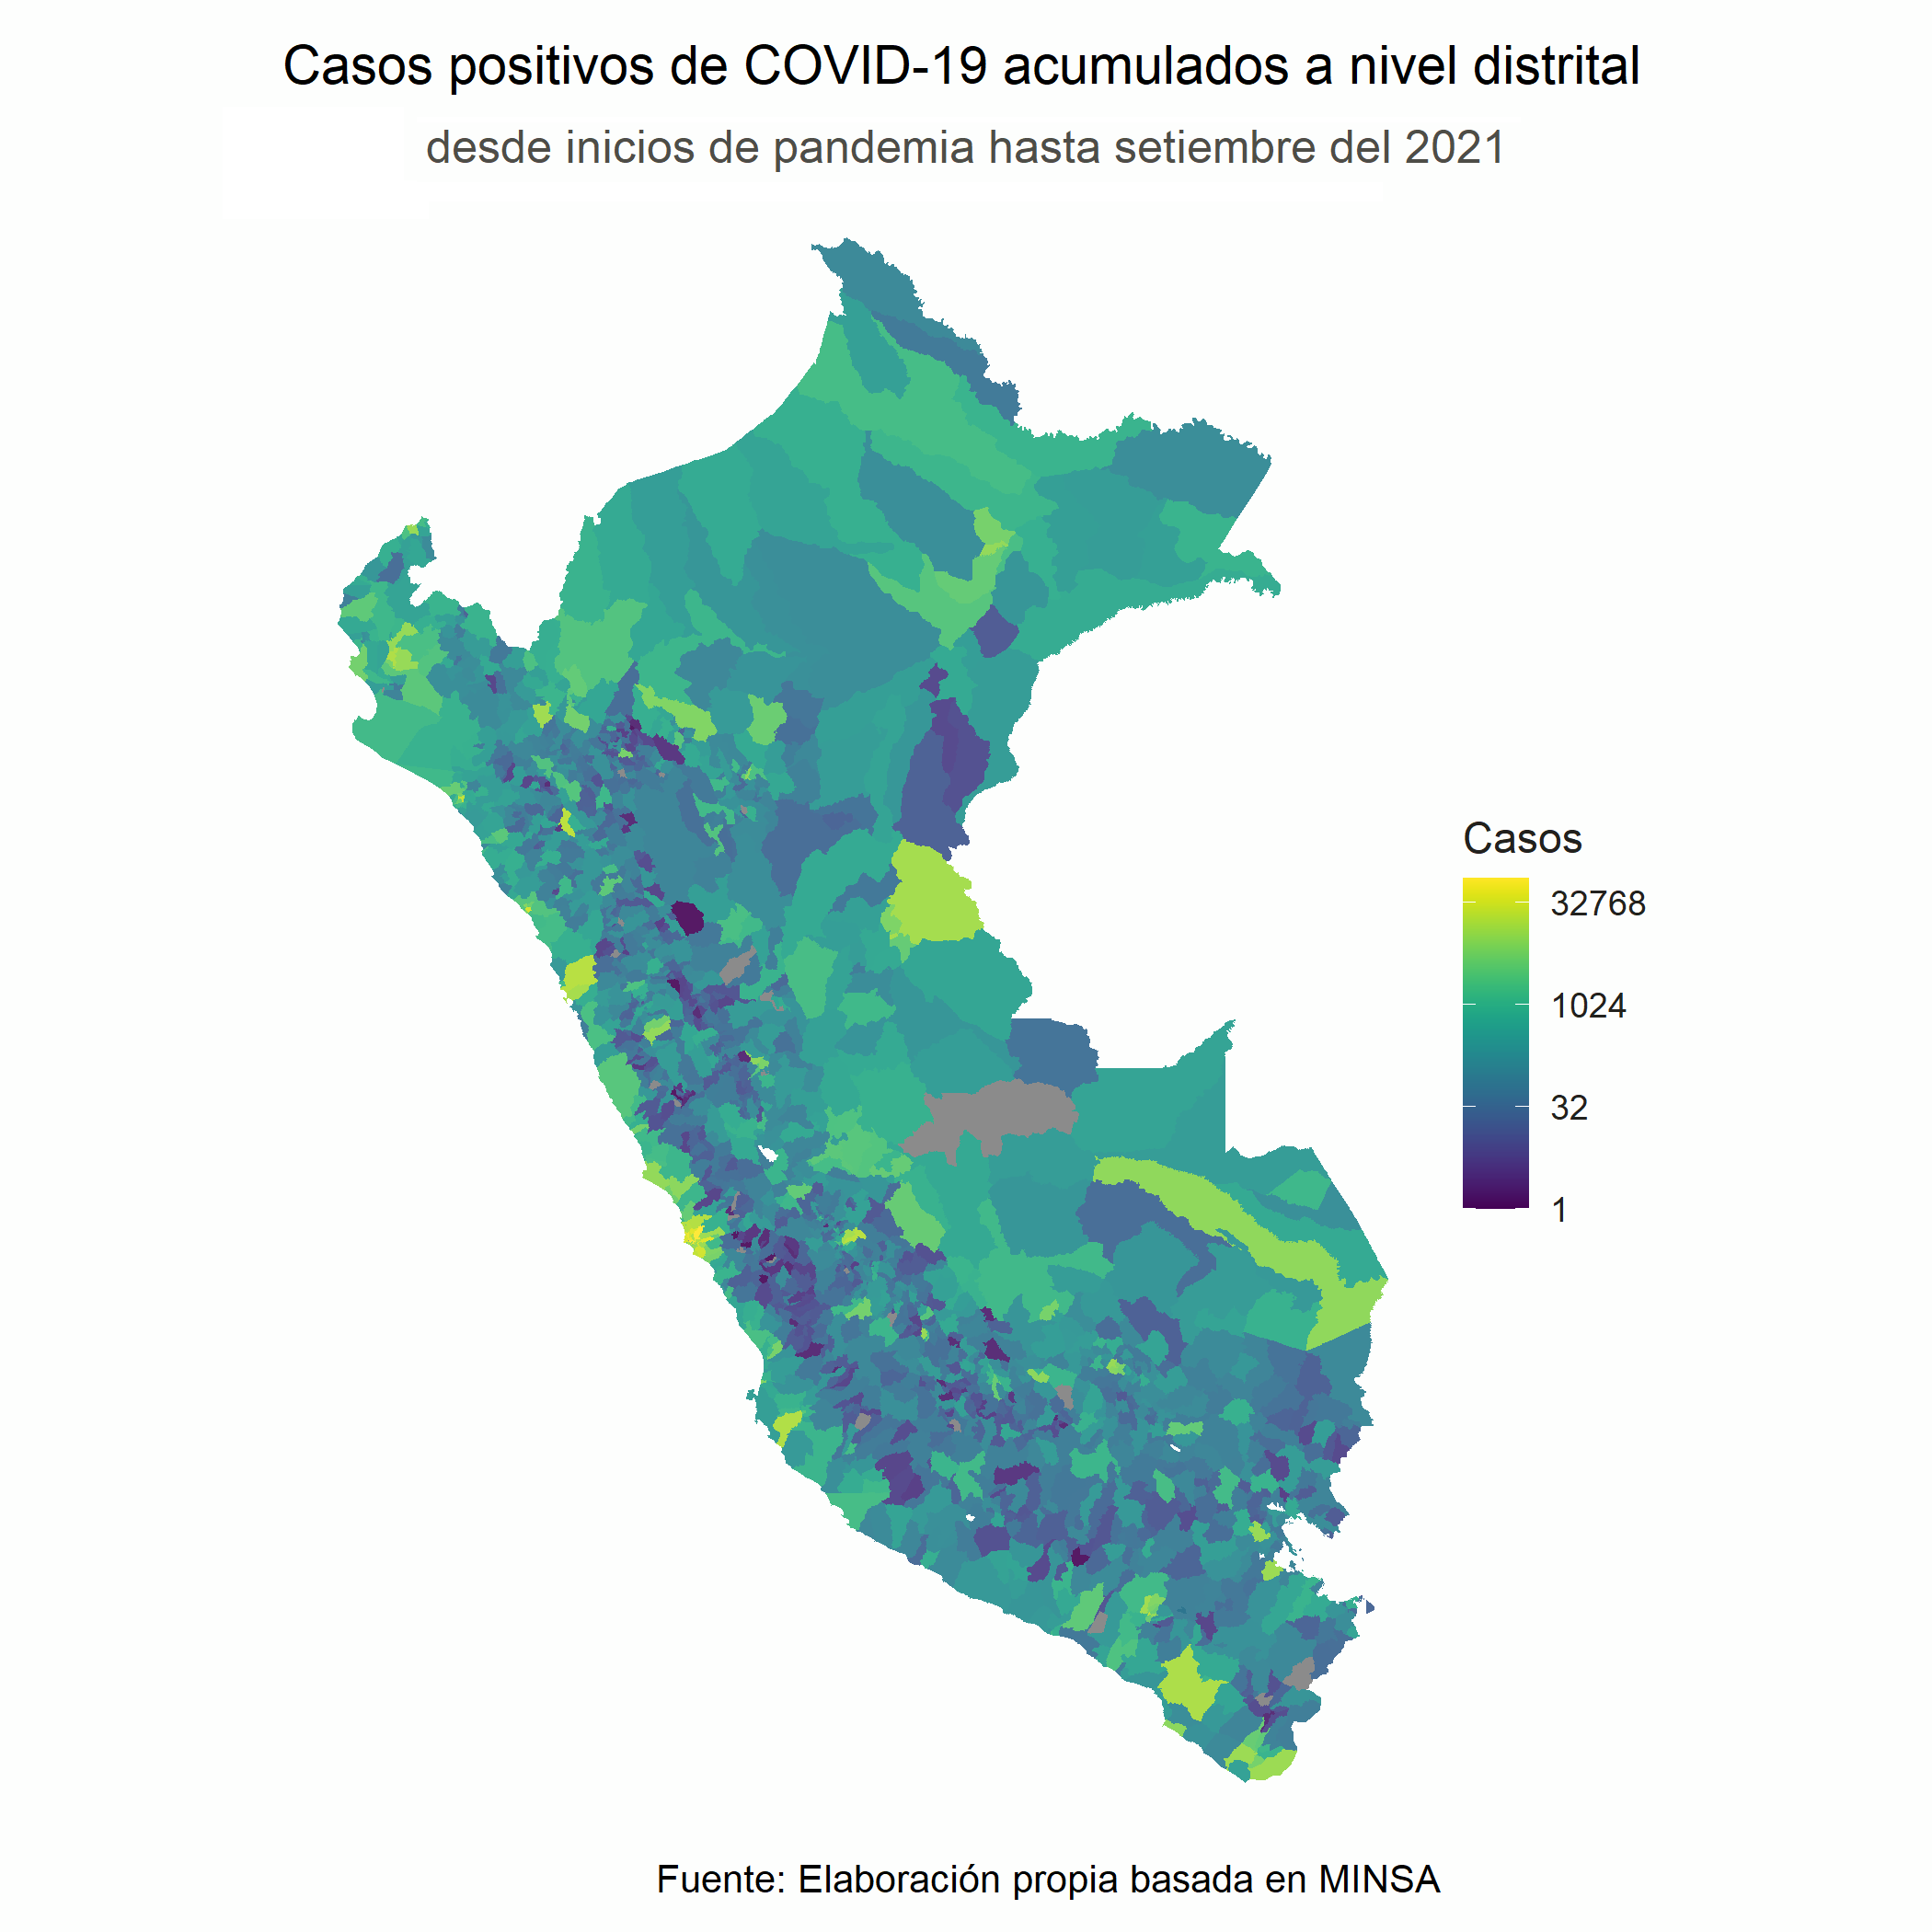 Casos positivos de COVID-19 acumulados a nivel distrital
desde inicios de pandemia hasta setiembre del 2021
Casos
32768
1024
32
1
Fuente: Elaboración propia basada en MINSA